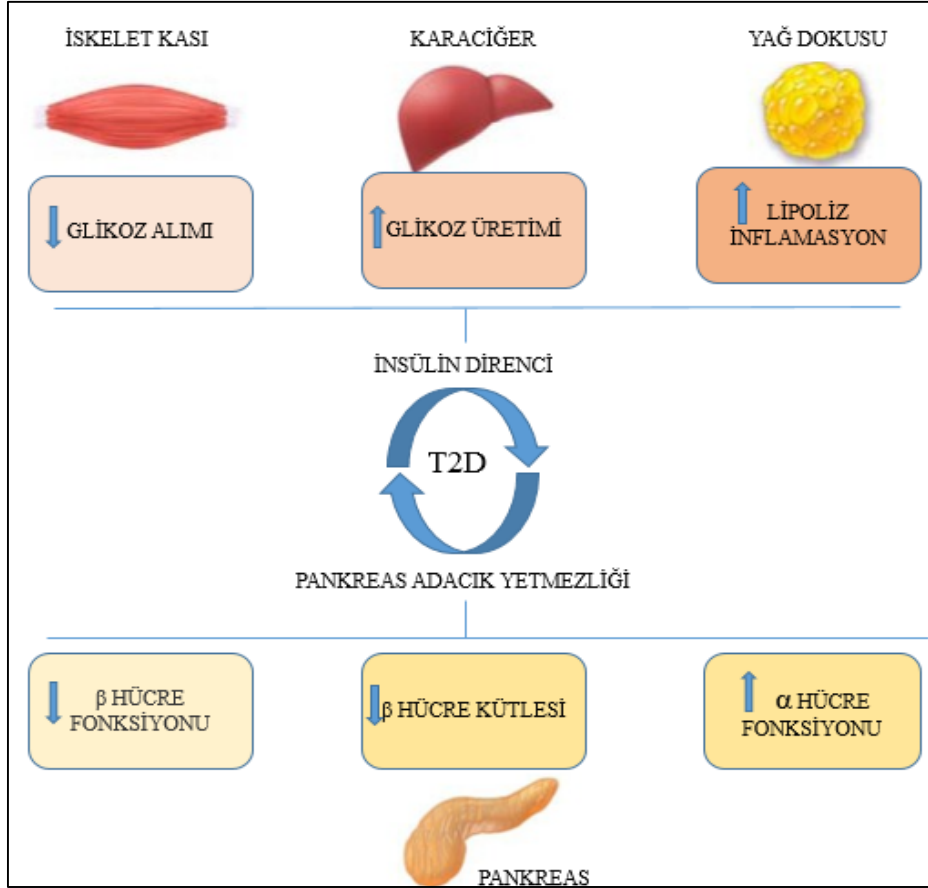 İSKELET KASI
KARACİĞER
YAĞ DOKUSU
GLİKOZ ALIMI
GLİKOZ ÜRETİMİ
LİPOLİZ
İNFLAMASYON
İNSÜLİN DİRENCİ
T2D
PANKREAS ADACIK YETMEZLİĞİ
β HÜCRE
FONKSİYONU
β HÜCRE KÜTLESİ
α HÜCRE
FONKSİYONU
PANKREAS